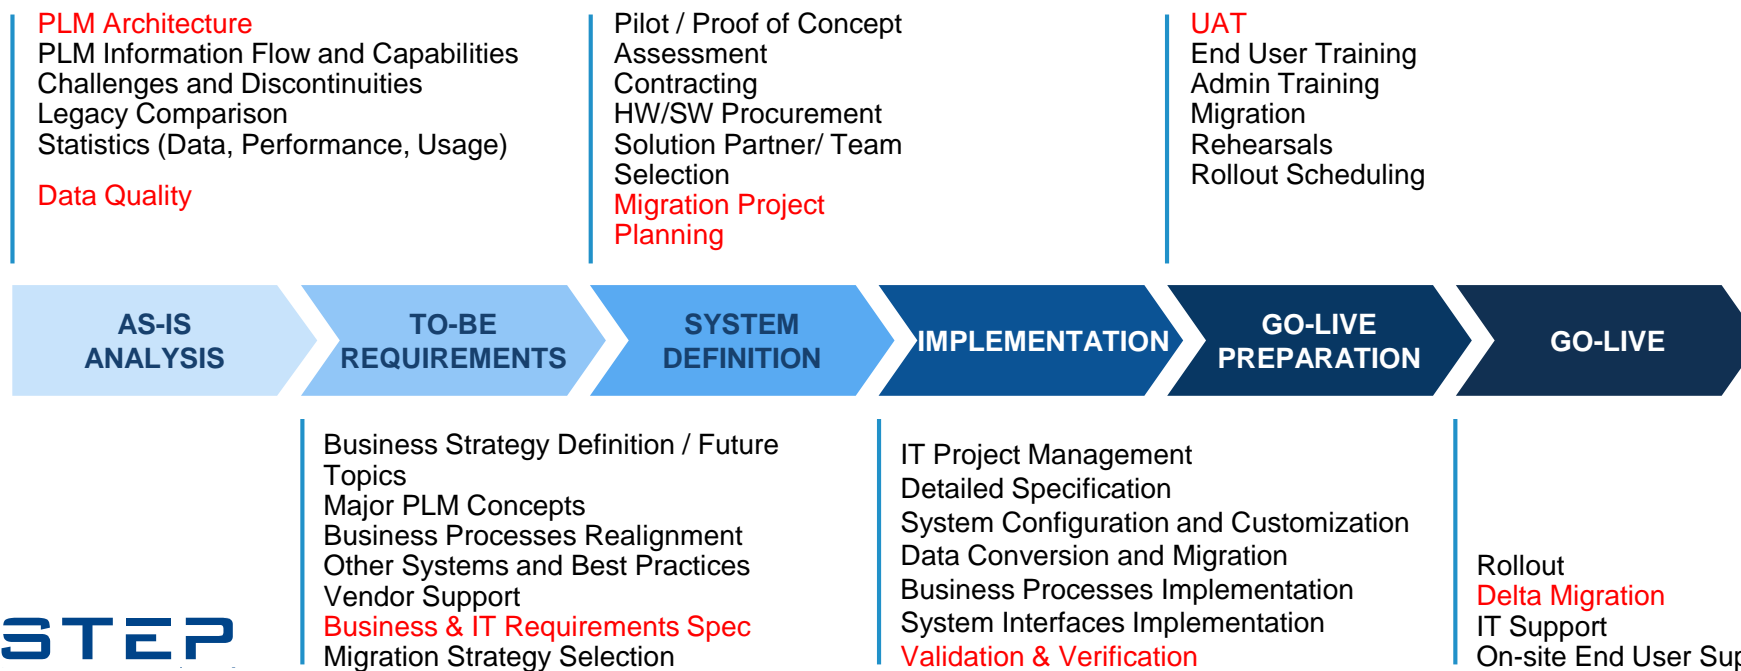 PLM Architecture
PLM Information Flow and Capabilities
Challenges and Discontinuities
Legacy Comparison
Statistics (Data, Performance, Usage)
Data Quality
Pilot / Proof of Concept
Assessment
Contracting
HW/SW Procurement
Solution Partner/ Team
Selection
Migration Project
Planning
UAT
End User Training
Admin Training
Migration
Rehearsals
Rollout Scheduling
AS-IS
ANALYSIS
TO-BE
REQUIREMENTS
SYSTEM
DEFINITION
IMPLEMENTATION
GO-LIVE
PREPARATION
GO-LIVE
Business Strategy Definition / Future
Topics
Major PLM Concepts
Business Processes Realignment
Other Systems and Best Practices
Vendor Support
Business & IT Requirements Spec
Migration Strategy Selection
IT Project Management
Detailed Specification
System Configuration and Customization
Data Conversion and Migration
Business Processes Implementation
System Interfaces Implementation
Validation & Verification
Rollout
Delta Migration
IT Support
On-site End User
STEP